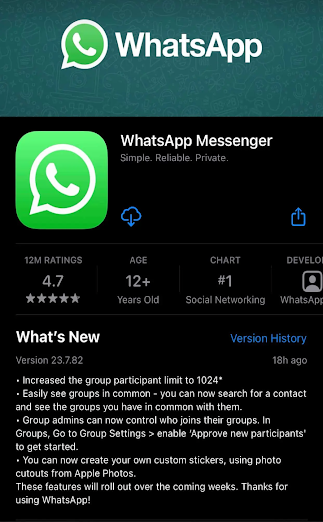 WhatsApp
WhatsApp Messenger
Simple. Reliable. Private.
12M RATINGS
4.7
AGE
12+
Years Old
CHART
#1
Social Networking
DEVELO
WhatsApp
What's New
Version History
Version 23.7.82
18h ago
• Increased the group participant limit to 1024*
• Easily see groups in common - you can now search for a contact
and see the groups you have in common with them.
• Group admins can now control who joins their groups. In
Groups, Go to Group Settings > enable 'Approve new participants'
to get started.
• You can now create your own custom stickers, using photo
cutouts from Apple Photos.
These features will roll out over the coming weeks. Thanks for
using WhatsApp!